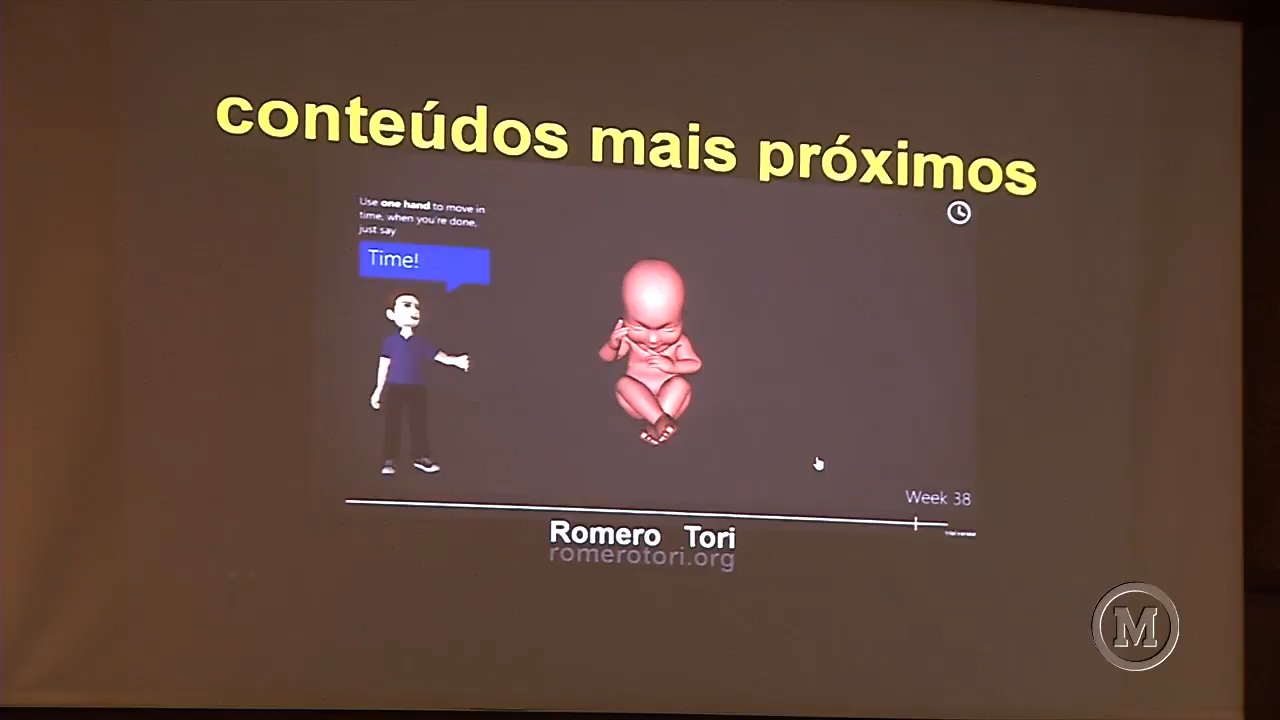 conteúdos mais próximos
Use one hand to move in
time, when you're done,
just say
Time!
Week 38
Romero Tori
romerotori.org
M